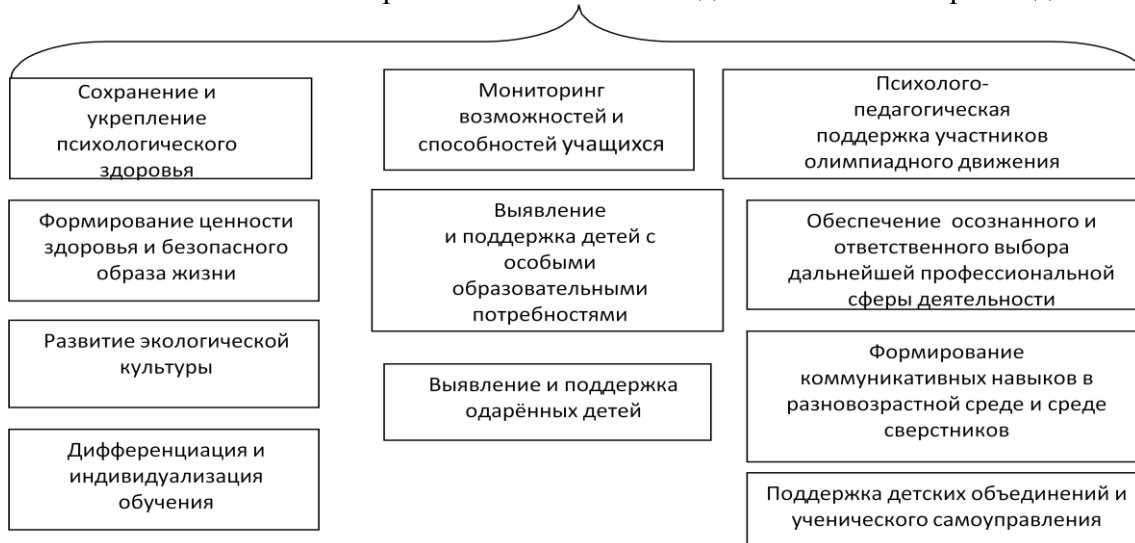 Сохранение и
укрепление
психологического
здоровья
Формирование ценности
здоровья и безопасного
образа жизни
Развитие экологической
культуры
Дифференциация и
индивидуализация
обучения
Мониторинг
возможностей и
способностей учащихся
Выявление
и поддержка детей с
особыми
образовательными
потребностями
Выявление и поддержка
одарённых детей
Психолого-
педагогическая
поддержка участников
олимпиадного движения
Обеспечение осознанного и
ответственного выбора
дальнейшей профессиональной
сферы деятельности
Формирование
коммуникативных навыков в
разновозрастной среде и среде
сверстников
Поддержка детских объединений и
ученического самоуправления